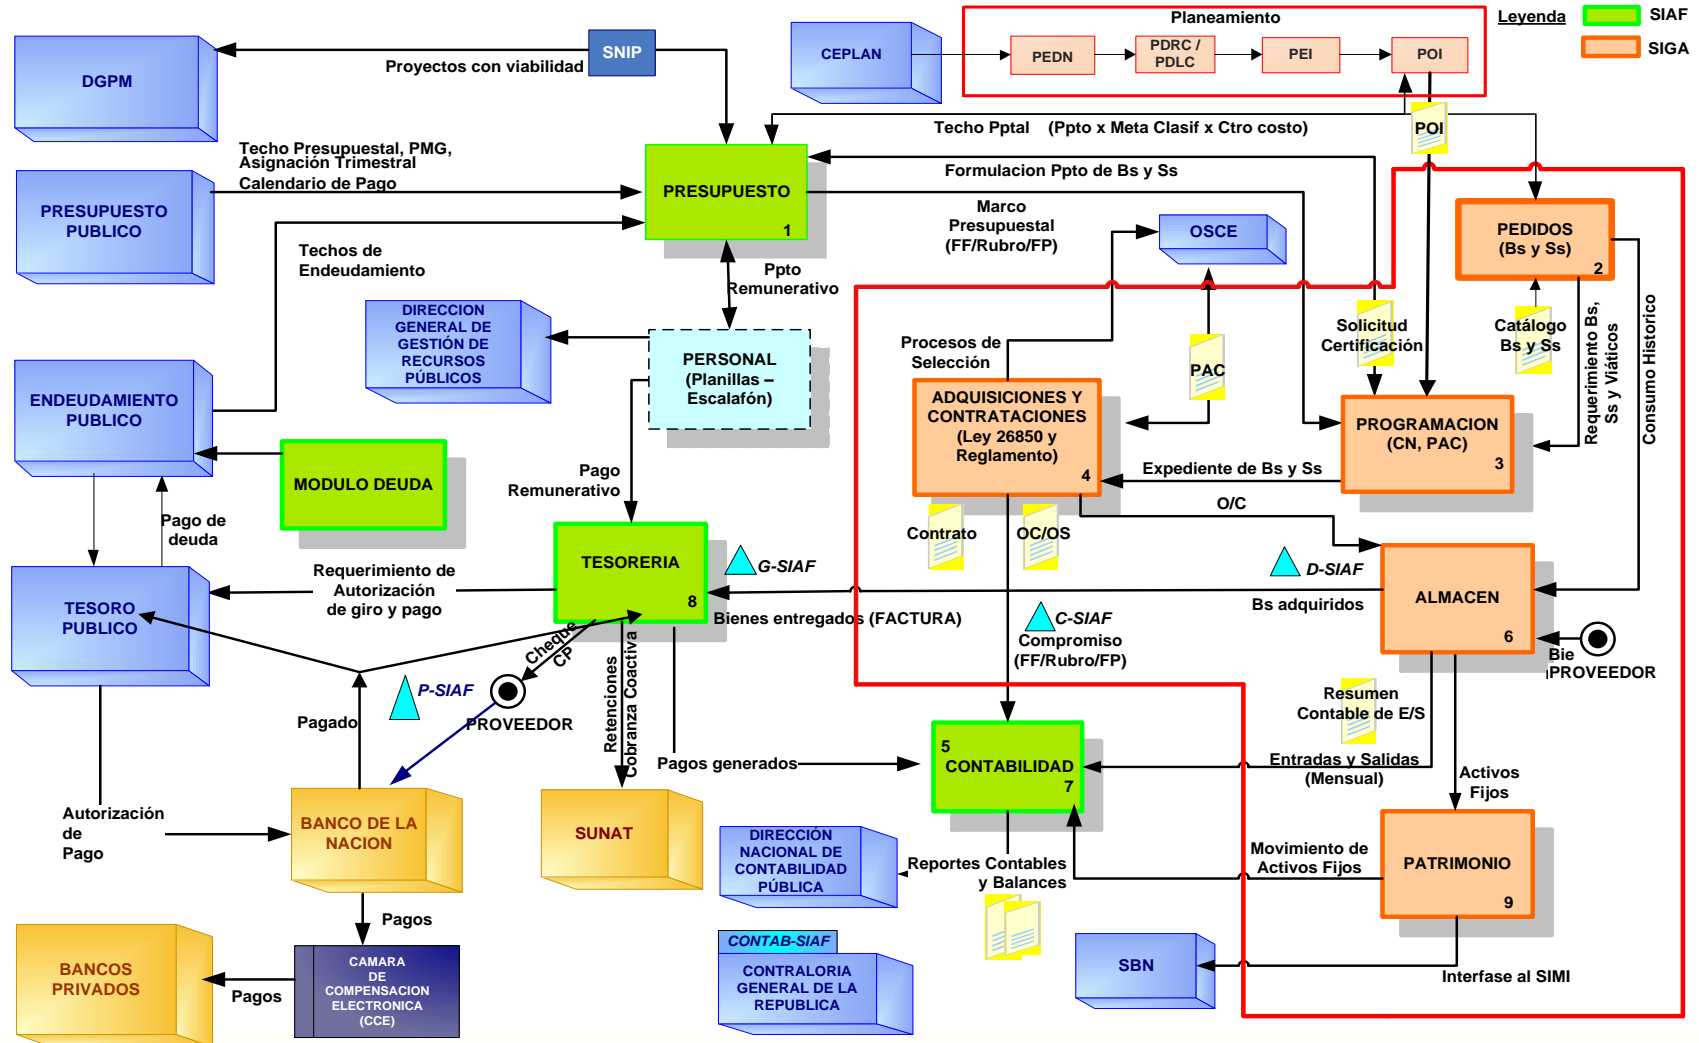 Planeamiento
Leyenda
SIAF
SIGA
DGPM
SNIP
Proyectos con viabilidad
CEPLAN
PEDN
PDRC /
PDLC
PEI
POI
POI
Techo Pptal (Ppto x Meta Clasif x Ctro costo)
Techo Presupuestal, PMG,
Asignación Trimestral
Calendario de Pago
PRESUPUESTO
PUBLICO
PRESUPUESTO
1
Formulacion Ppto de Bs y Ss
Marco
Presupuestal
(FF/Rubro/FP)
OSCE
PEDIDOS
(Bs y Ss)
2
Techos de
Endeudamiento
Ppto
Remunerativo
DIRECCION
GENERAL DE
GESTIÓN DE
RECURSOS
PÚBLICOS
PERSONAL
(Planillas –
Escalafón)
Procesos de
Selección
PAC
Solicitud
Certificación
Catálogo
Bs y Ss
Requerimiento Bs,
Ss y Viáticos
Consumo Historico
ENDEUDAMIENTO
PUBLICO
MODULO DEUDA
ADQUISICIONES Y
CONTRATACIONES
(Ley 26850 y
Reglamento)
4
PROGRAMACION
(CN, PAC)
3
Expediente de Bs y Ss
O/C
Pago
Remunerativo
Pago de
deuda
Contrato
OC/OS
TESORERIA
8
G-SIAF
D-SIAF
Requerimiento de
Autorización
de giro y pago
TESORO
PUBLICO
Bienes entregados (FACTURA)
Bs adquiridos
ALMACEN
6
C-SIAF
Compromiso
(FF/Rubro/FP)
Cheque
CP
Retenciones
Cobranza Coactiva
Bie
PROVEEDOR
P-SIAF
PROVEEDOR
Pagado
Resumen
Contable de E/S
5
CONTABILIDAD
7
Pagos generados
Entradas y Salidas
(Mensual)
Activos
Fijos
Autorización
de
Pago
BANCO DE LA
NACION
SUNAT
DIRECCIÓN
NACIONAL DE
CONTABILIDAD
PÚBLICA
Reportes Contables
y Balances
Movimiento de
Activos Fijos
PATRIMONIO
9
Pagos
CONTAB-SIAF
CONTRALORIA
GENERAL DE LA
REPUBLICA
SBN
Interfase al SIMI
BANCOS
PRIVADOS
Pagos
CAMARA
DE
COMPENSACION
ELECTRONICA
(CCE)